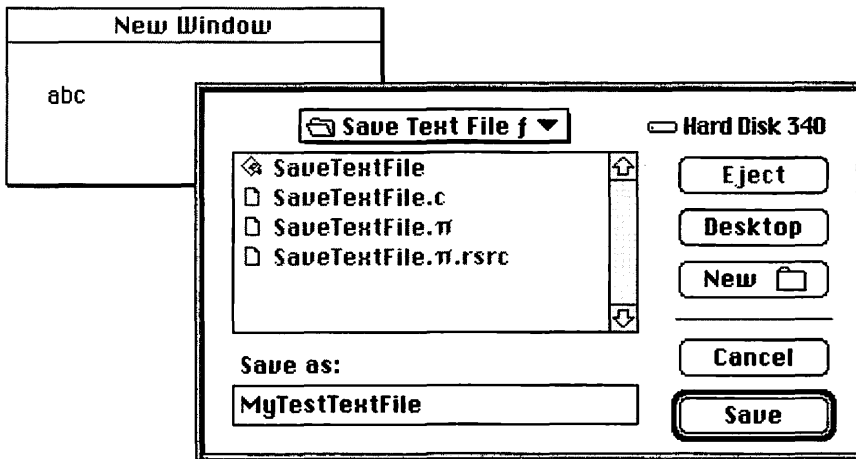 New Window
abc
Save Text File ƒ
Hard Disk 340
SaveTextFile
SaveTextFile.c
SaveTextFile.π
SaveTextFile.π.rsrc
Eject
Desktop
New
Save as:
MyTestTextFile
Cancel
Save